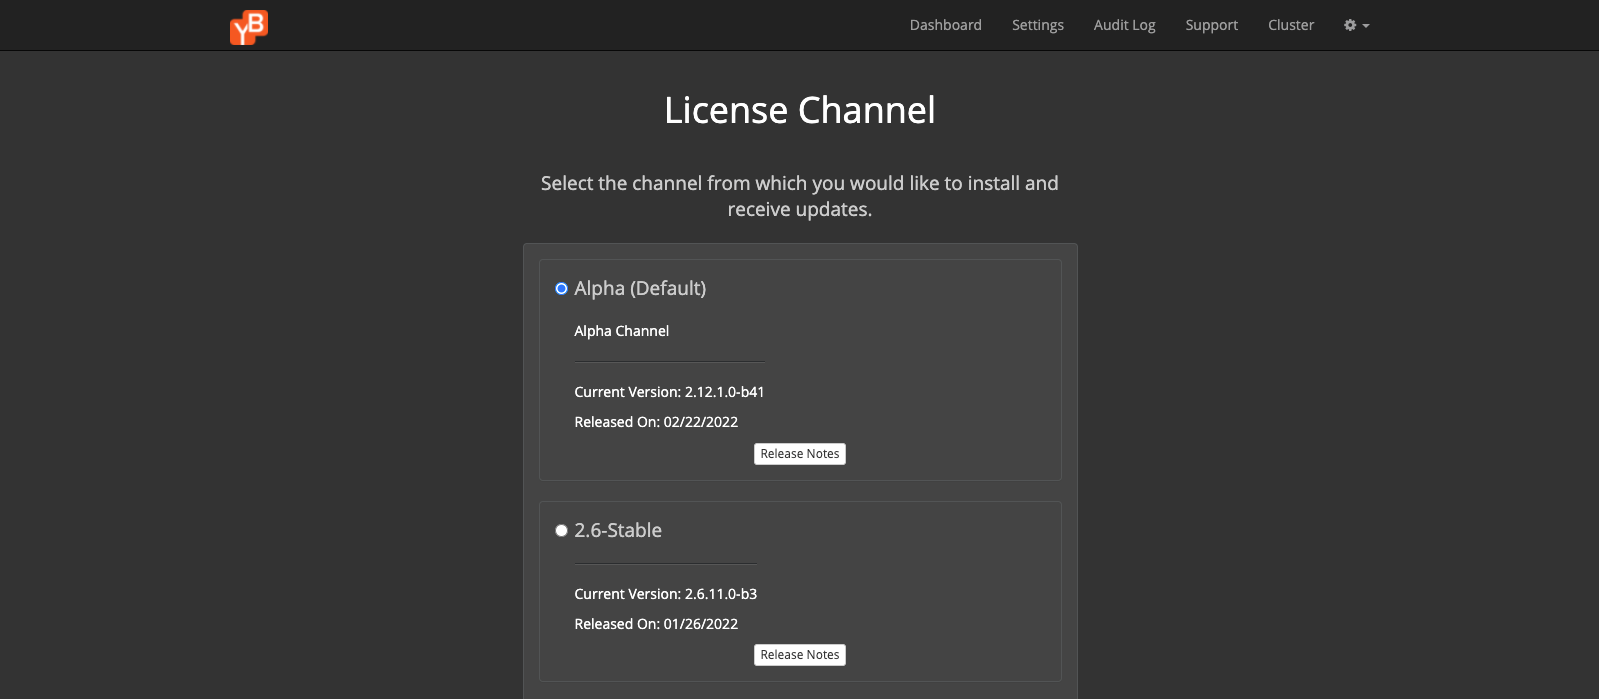 YB
Dashboard Settings Audit Log Support Cluster
License Channel
Select the channel from which you would like to install and
receive updates.
Alpha (Default)
Alpha Channel
Current Version: 2.12.1.0-b41
Released On: 02/22/2022
Release Notes
2.6-Stable
Current Version: 2.6.11.0-b3
Released On: 01/26/2022
Release Notes